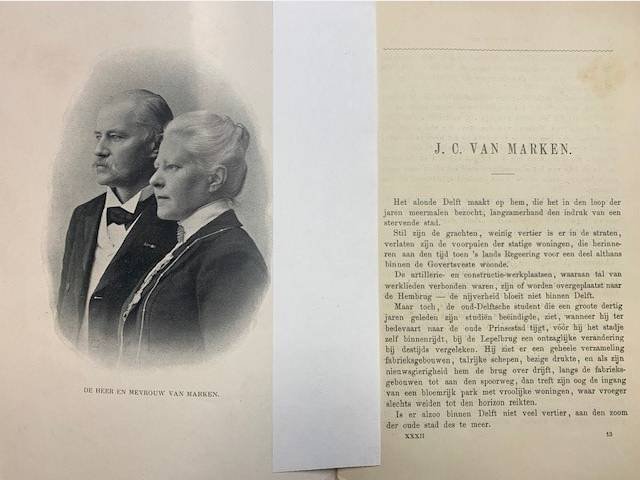 DE HEER EN MEVROUW VAN MARKEN.
J. C. VAN MARKEN.
Het aloude Delft maakt op hem, die het in den loop der
jaren meermalen bezocht, langzamerhand den indruk van een
stervende stad.
Stil zijn de grachten, weinig vertier is er in de straten,
verlaten zijn de voorpuien der statige woningen, die herinne-
ren aan den tijd toen 's lands Regeering voor een deel althans
binnen de Govertsveste woonde.
De artillerie- en constructie-werkplaatsen, waaraan tal van
werklieden verbonden waren, zijn of worden overgeplaatst naar
de Hembrug — de nijverheid bloeit niet binnen Delft.
Maar toch, de oud-Delftsche student die een groote dertig
jaren geleden zijn studiën beëindigde, ziet, wanneer hij ter
bedevaart naar de oude Prinsestad tijgt, vóór hij het stadje
zelf binnenrijdt, bij de Lepelbrug een ontzaglijke verandering
bij destijds vergeleken. Hij ziet er een geheele verzameling
fabrieksgebouwen, talrijke schepen, bezige drukte, en als zijn
nieuwsgierigheid hem de brug over drijft, langs de fabrieks-
gebouwen tot aan den spoorweg, dan treft zijn oog de ingang
van een bloemrijk park met vroolijke woningen, waar vroeger
slechts weiden tot den horizon reikten.
Is er alzoo binnen Delft niet veel vertier, aan den zoom
der oude stad des te meer.
XXXII 13